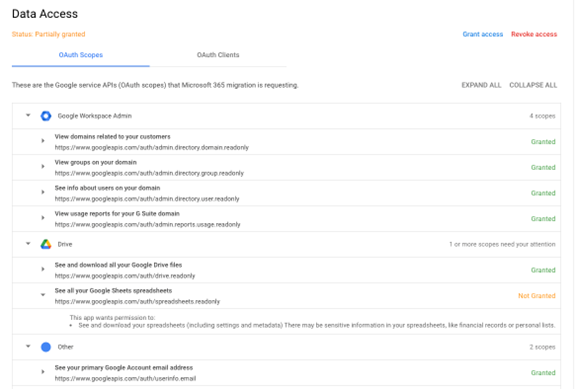 Data Access
Status: Partially granted
Grant access
Revoke access
OAuth Scopes
OAuth Clients
These are the Google service APIs (OAuth scopes) that Microsoft 365 migration is requesting.
EXPAND ALL
COLLAPSE ALL
Google Workspace Admin
4 scopes
View domains related to your customers
https://www.googleapis.com/auth/admin.directory.domain.readonly
Granted
View groups on your domain
https://www.googleapis.com/auth/admin.directory.group.readonly
Granted
See info about users on your domain
https://www.googleapis.com/auth/admin.directory.user.readonly
Granted
View usage reports for your G Suite domain
https://www.googleapis.com/auth/admin.reports.usage.readonly
Granted
Drive
1 or more scopes need your attention
See and download all your Google Drive files
https://www.googleapis.com/auth/drive.readonly
Granted
See all your Google Sheets spreadsheets
https://www.googleapis.com/auth/spreadsheets.readonly
Not Granted
This app wants permission to:
• See and download your spreadsheets (including settings and metadata) There may be sensitive information in your spreadsheets, like financial records or personal lists.
Other
2 scopes
See your primary Google Account email address
https://www.googleapis.com/auth/userinfo.email
Granted